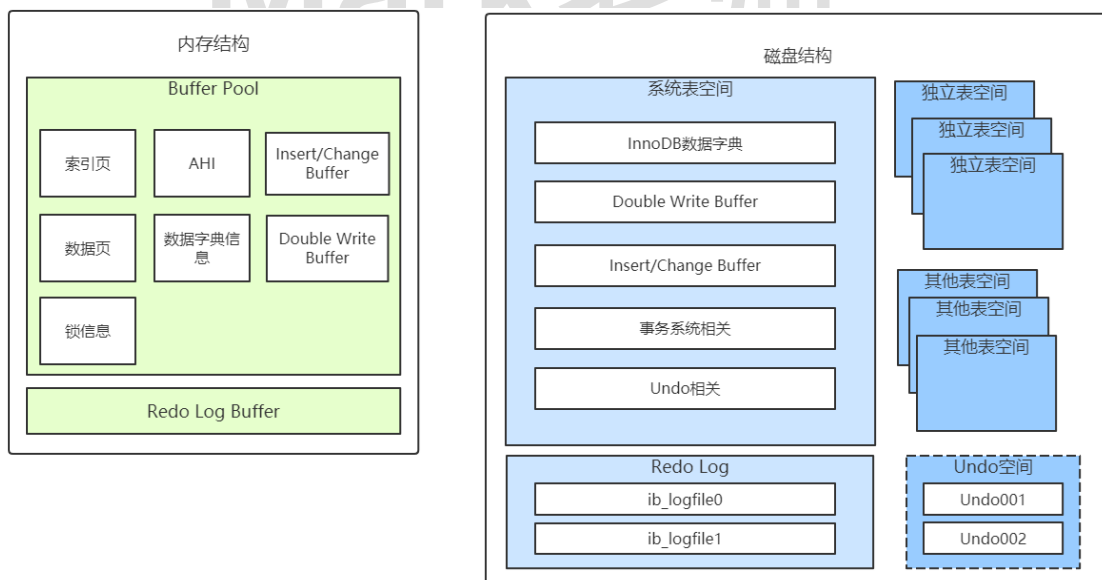 内存结构
Buffer Pool
索引页
AHI
Insert/Change
Buffer
数据页
数据字典信
息
Double Write
Buffer
锁信息
Redo Log Buffer
磁盘结构
系统表空间
InnoDB数据字典
Double Write Buffer
Insert/Change Buffer
事务系统相关
Undo相关
独立表空间
独立表空间
独立表空间
其他表空间
其他表空间
其他表空间
Redo Log
ib_logfile0
ib_logfile1
Undo空间
Undo001
Undo002